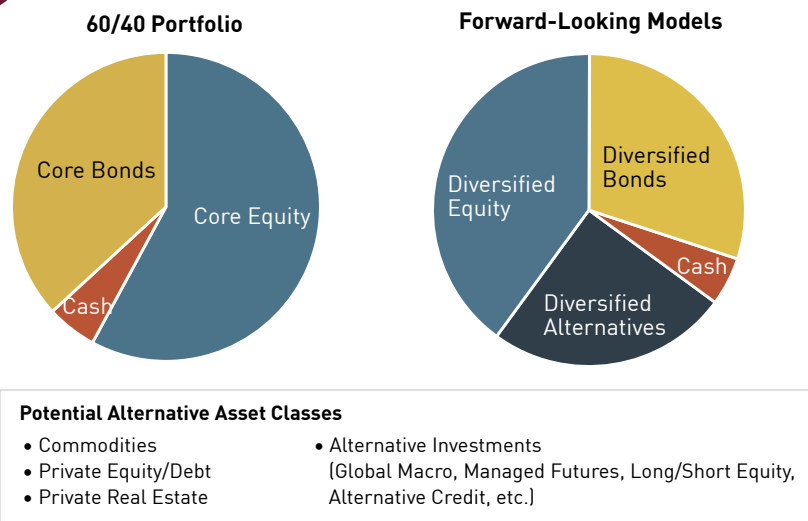 60/40 Portfolio
Core Bonds
Core Equity
Cash
Forward-Looking Models
Diversified
Equity
Diversified
Bonds
Cash
Diversified
Alternatives
Potential Alternative Asset Classes
• Commodities
• Private Equity/Debt
• Private Real Estate
• Alternative Investments
(Global Macro, Managed Futures, Long/Short Equity,
Alternative Credit, etc.)